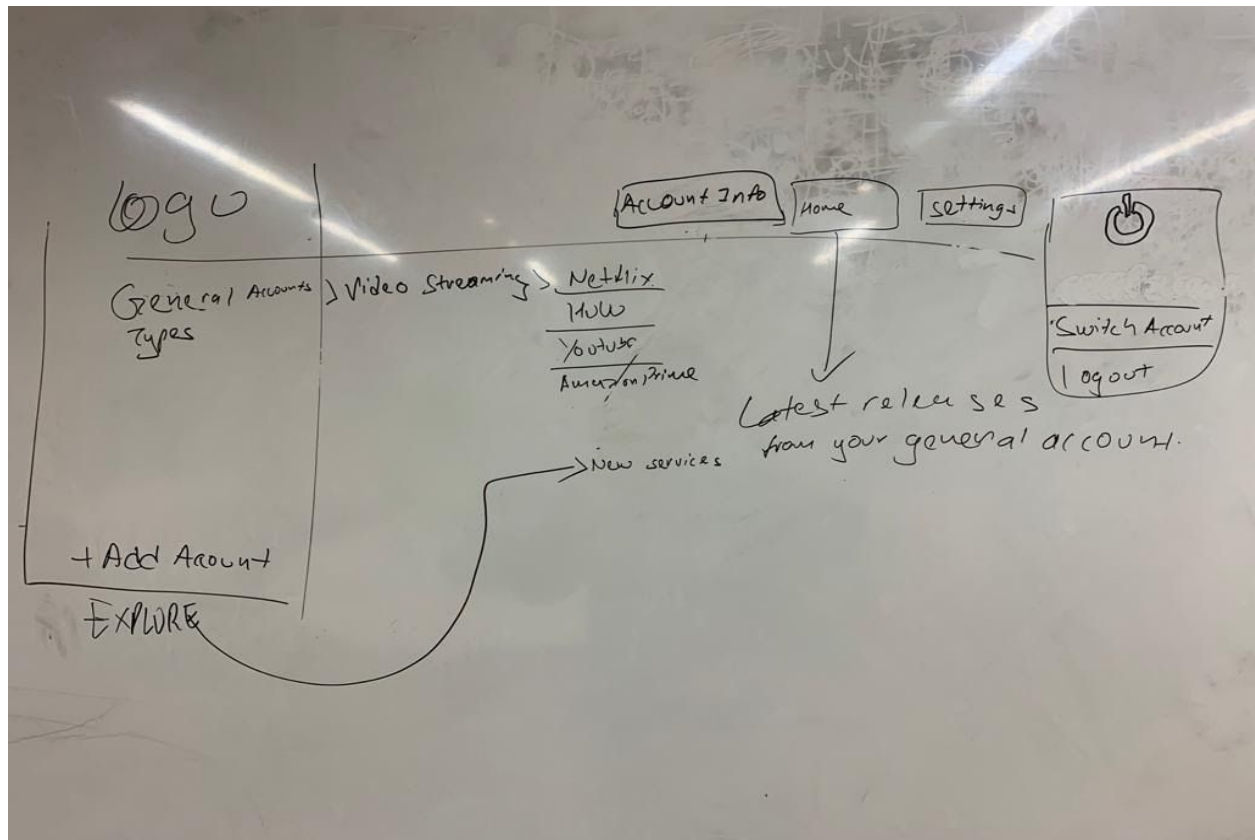 logo
Account Info
Home
settings
General Accounts > Video Streaming > Netflix
Types
Hulu
Youtube
Amazon Prime
Switch Account
Logout
Latest releases
from your general account.
> New services
+ Add Account
EXPLORE